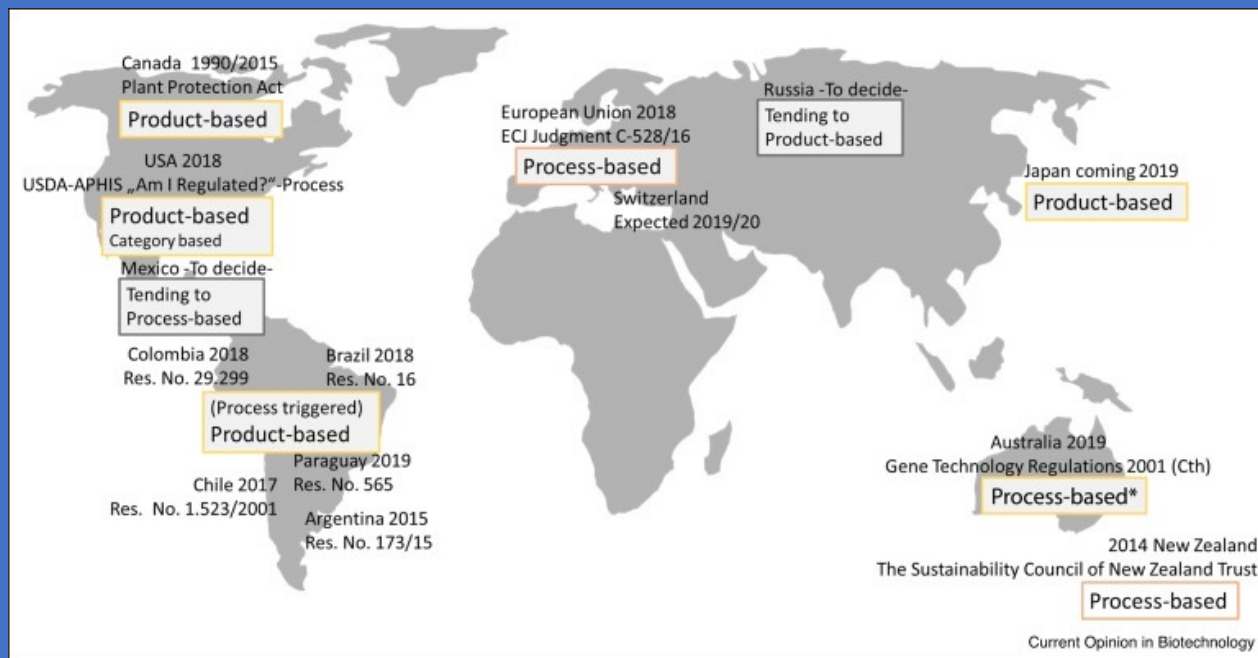 Canada 1990/2015
Plant Protection Act
Product-based
USA 2018
USDA-APHIS „Am I Regulated?“-Process
Product-based
Category based
Mexico -To decide-
Tending to
Process-based
Colombia 2018
Res. No. 29.299
Brazil 2018
Res. No. 16
(Process triggered)
Product-based
Paraguay 2019
Res. No. 565
Chile 2017
Res. No. 1.523/2001
Argentina 2015
Res. No. 173/15
European Union 2018
ECJ Judgment C-528/16
Process-based
Switzerland
Expected 2019/20
Russia -To decide-
Tending to
Product-based
Japan coming 2019
Product-based
Australia 2019
Gene Technology Regulations 2001 (Cth)
Process-based*
2014 New Zealand
The Sustainability Council of New Zealand Trust
Process-based
Current Opinion in Biotechnology